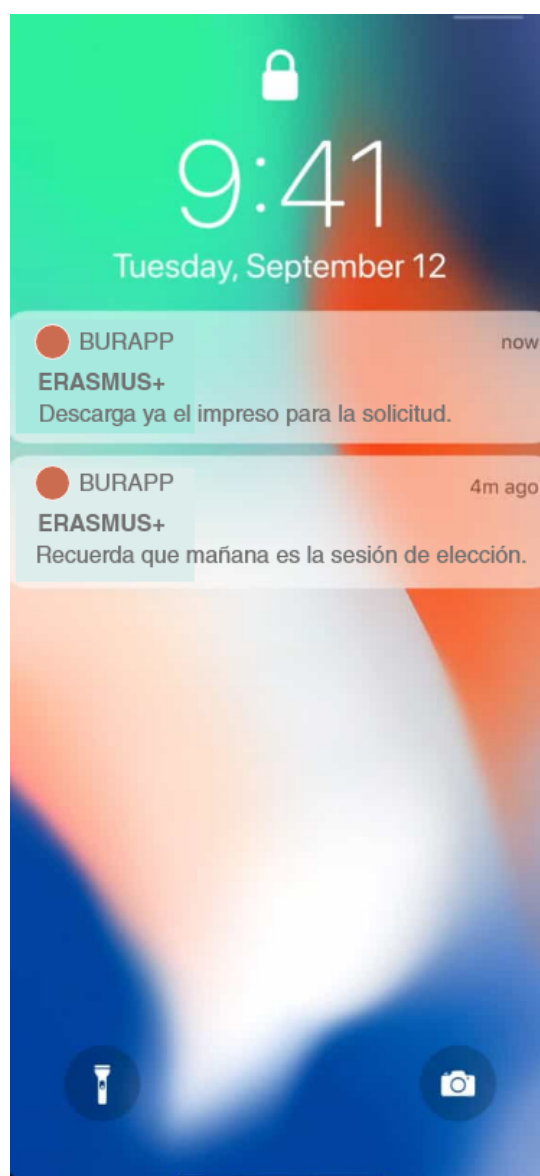 9:41
Tuesday, September 12
BURAPP now
ERASMUS+
Descarga ya el impreso para la solicitud.
BURAPP 4m ago
ERASMUS+
Recuerda que mañana es la sesión de elección.